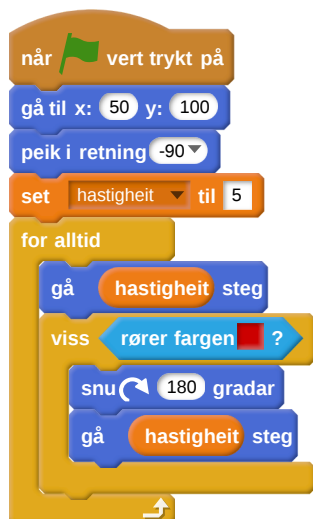 når vert trykt på
gå til x: 50 y: 100
peik i retning -90
set hastigheit til 5
for alltid
gå hastigheit steg
viss rører fargen ?
snu 180 gradar
gå hastigheit steg